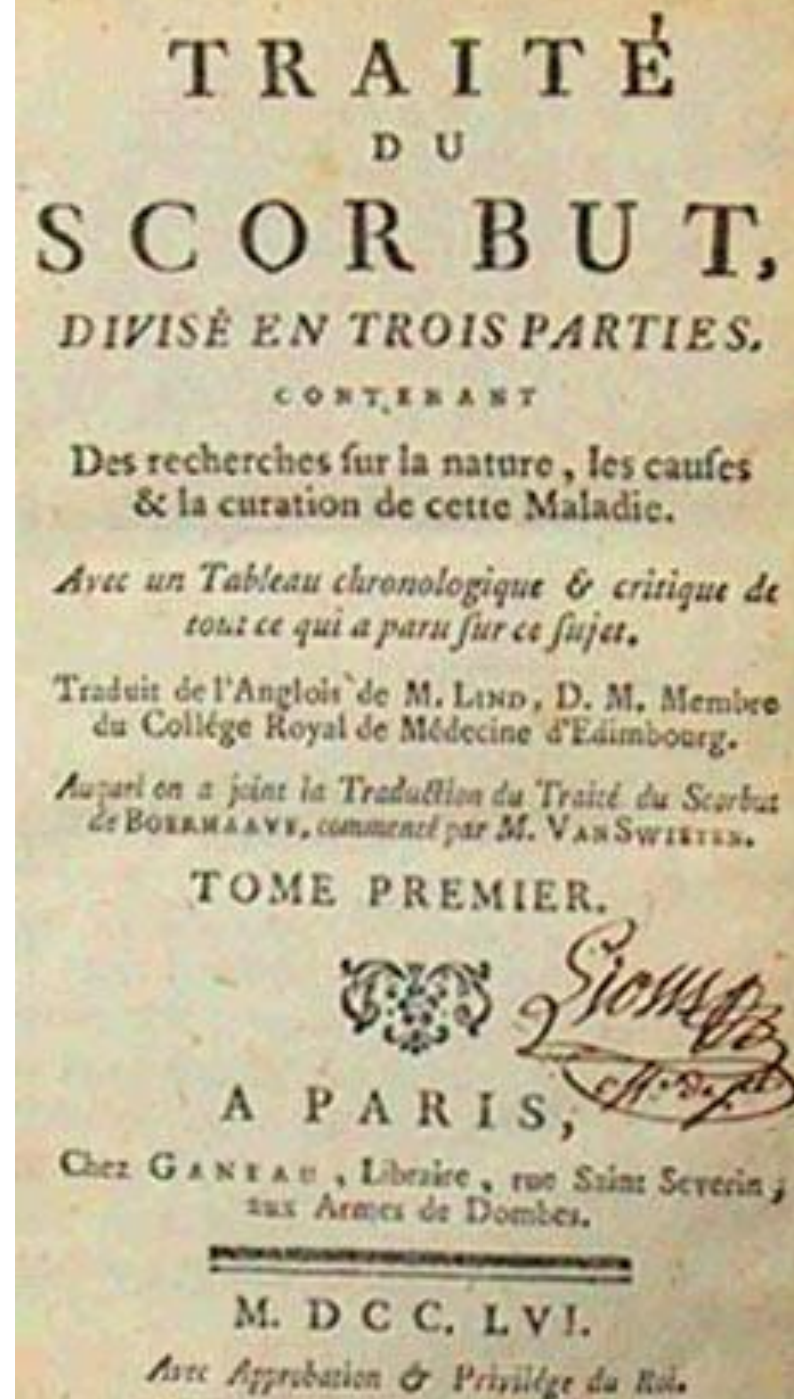 TRAITÉ
DU
SCORBUT,
DIVISÉ EN TROIS PARTIES.
CONTENANT
Des recherches ſur la nature, les cauſes
& la curation de cette Maladie.
Avec un Tableau chronologique & critique de
tout ce qui a paru ſur ce ſujet.
Traduit de l'Anglois de M. LIND, D. M. Membre
du Collége Royal de Médecine d'Edimbourg.
Auquel on a joint la Traduction du Traité du Scorbut
de BOERHAAVE, commenté par M. VAN SWIETEN.
TOME PREMIER.
A PARIS,
Chez GANEAU, Libraire, rue Saint Severin,
aux Armes de Dombes.
M. DCC. LVI.
Avec Approbation & Privilége du Roi.